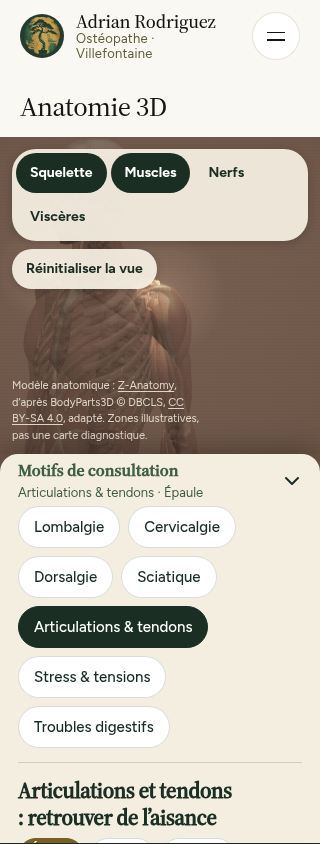 Adrian Rodriguez
Ostéopathe ·
Villefontaine
Anatomie 3D
Squelette
Muscles
Nerfs
Viscères
Réinitialiser la vue
Modèle anatomique : Z-Anatomy,
d'après BodyParts3D © DBCLS, CC
BY-SA 4.0, adapté. Zones illustratives,
pas une carte diagnostique.
Motifs de consultation
Articulations & tendons · Épaule
Lombalgie
Cervicalgie
Dorsalgie
Sciatique
Articulations & tendons
Stress & tensions
Troubles digestifs
Articulations et tendons
: retrouver de l'aisance